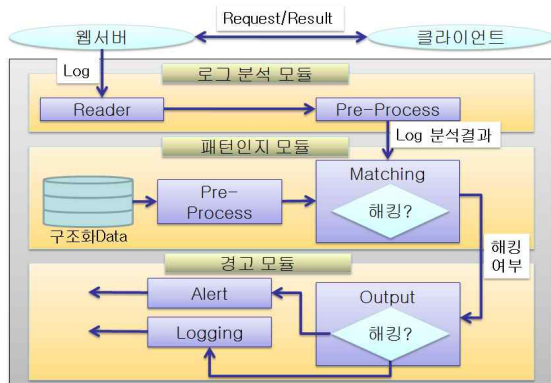 Request/Result
웹서버
클라이언트
Log
로그 분석 모듈
Reader
Pre-Process
Log 분석결과
패턴인지 모듈
Matching
Pre-
Process
해킹?
구조화Data
해킹
여부
경고 모듈
Alert
Output
Logging
해킹?